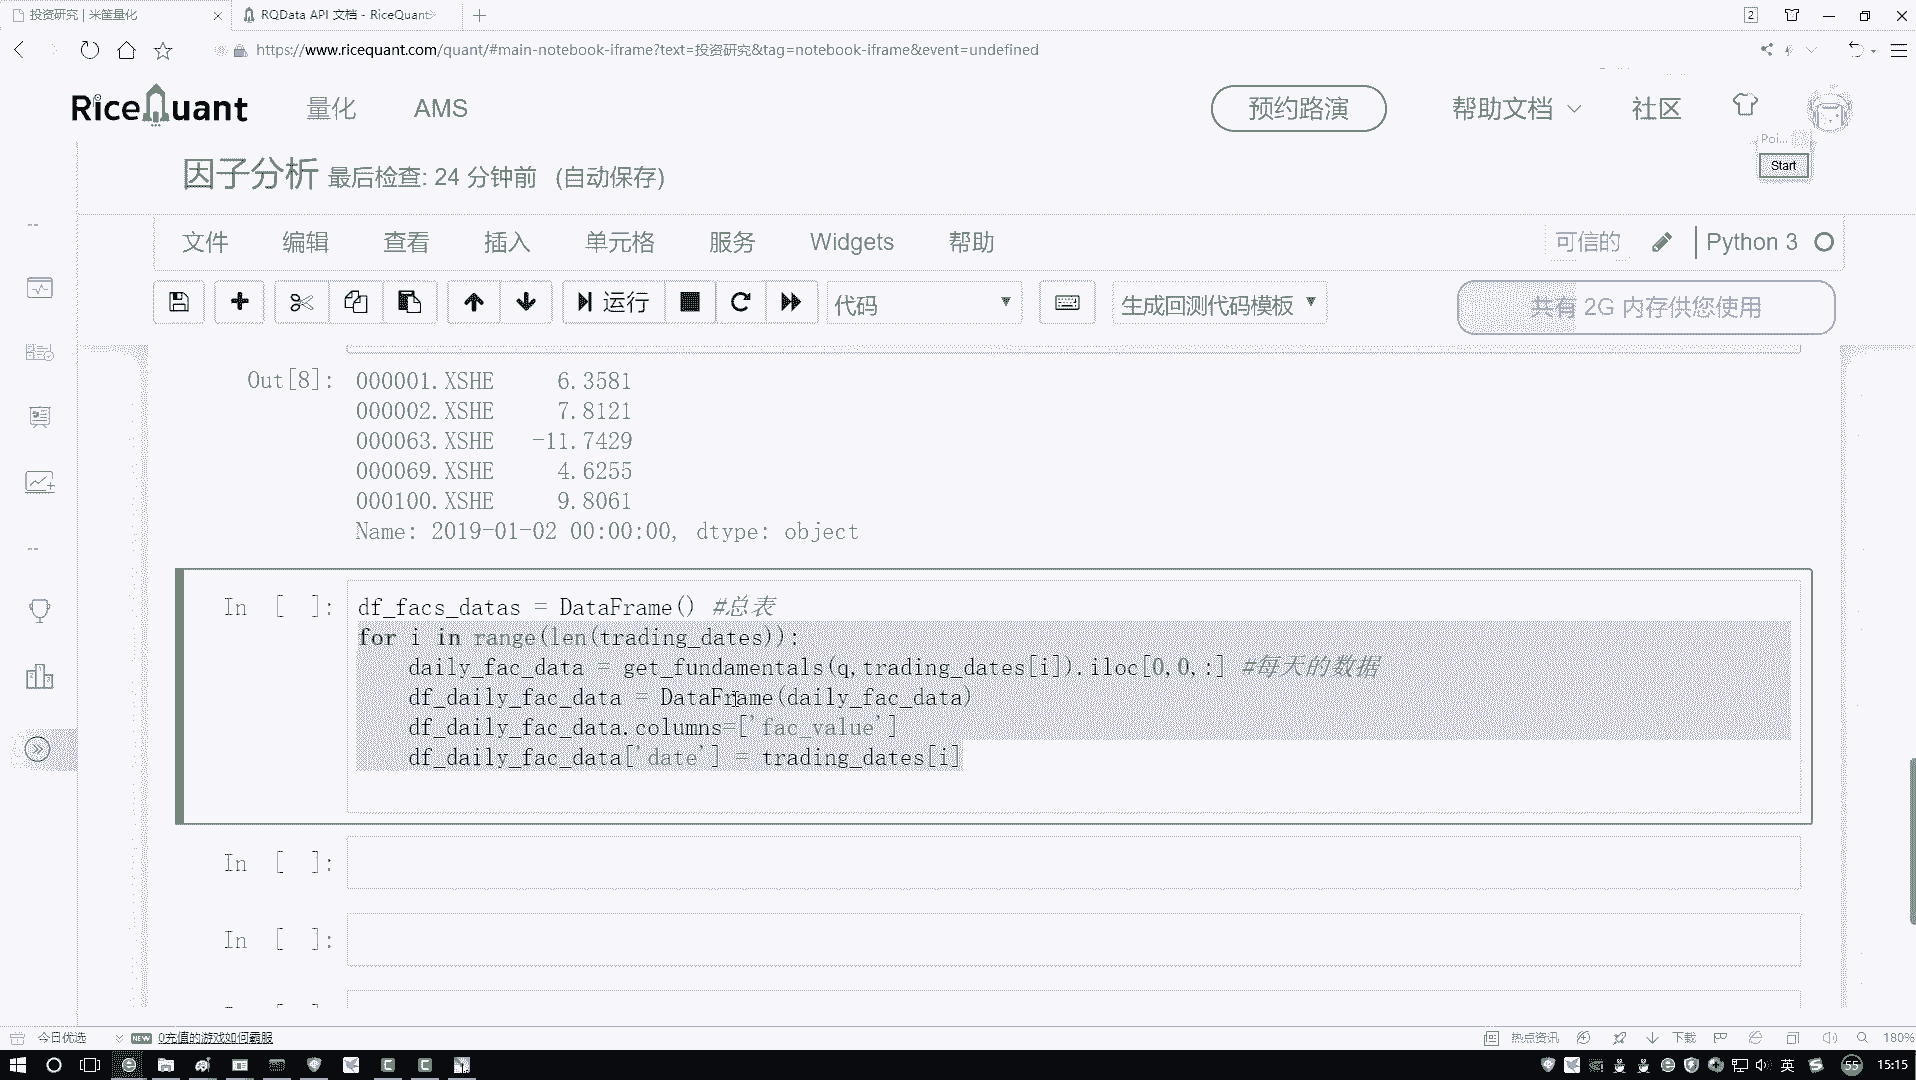 投资研究 | 米筐量化
RQData API 文档 - RiceQuant
2
https://www.ricequant.com/quant/#main-notebook-iframe?text=投资研究&tag=notebook-iframe&event=undefined
RiceQuant 量化 AMS 预约路演 帮助文档 社区
Poi...
Start
因子分析 最后检查: 24 分钟前 (自动保存)
文件 编辑 查看 插入 单元格 服务 Widgets 帮助 可信的 Python 3
运行 代码 生成回测代码模板 共有 2G 内存供您使用
Out[8]: 000001.XSHE 6.3581
000002.XSHE 7.8121
000063.XSHE -11.7429
000069.XSHE 4.6255
000100.XSHE 9.8061
Name: 2019-01-02 00:00:00, dtype: object
In [ ]: df_facs_datas = DataFrame() #总表
for i in range(len(trading_dates)):
daily_fac_data = get_fundamentals(q,trading_dates[i]).iloc[0,0,:] #每天的数据
df_daily_fac_data = DataFrame(daily_fac_data)
df_daily_fac_data.columns=['fac_value']
df_daily_fac_data['date'] = trading_dates[i]
In [ ]:
In [ ]:
今日优选 NEW 0充值的游戏如何霸服 热点资讯 下载 180%
英 55 15:15